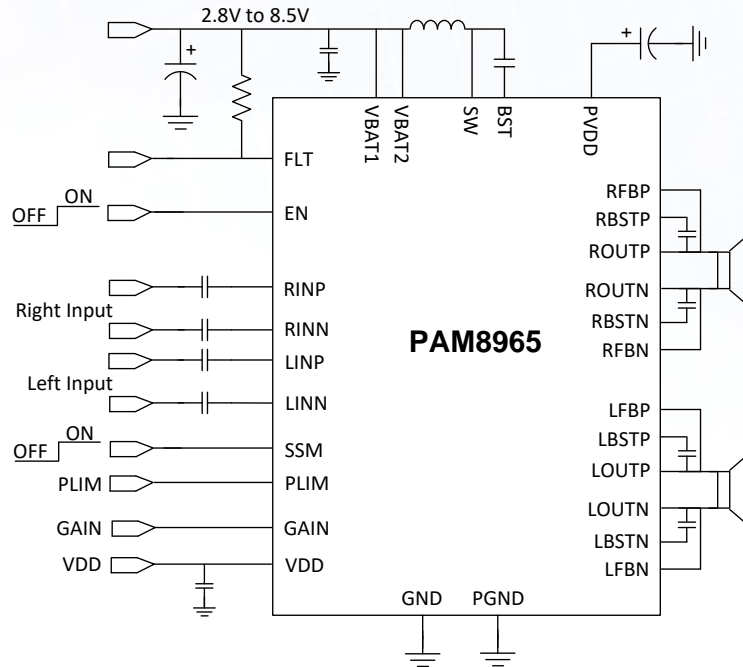 2.8V to 8.5V
+
+
VBAT1
VBAT2
SW
BST
PVDD
FLT
OFF
ON
EN
RINP
Right Input
RINN
LINP
Left Input
LINN
OFF
ON
SSM
PLIM
PLIM
GAIN
GAIN
VDD
VDD
PAM8965
RFBP
RBSTP
ROUTP
ROUTN
RBSTN
RFBN
LFBP
LBSTP
LOUTP
LOUTN
LBSTN
LFBN
GND
PGND